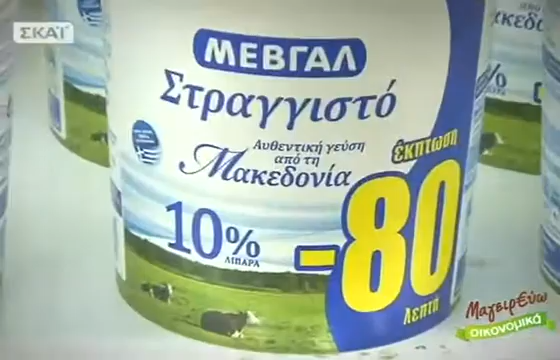 ΣΚΑΪ
ΜΕΒΓΑΛ
Στραγγιστό
Αυθεντική γεύση
από τη
Μακεδονία
έκπτωση
10%
ΛΙΠΑΡΑ
-80
λεπτά
ΜαγειρΕύω
οικονομικά